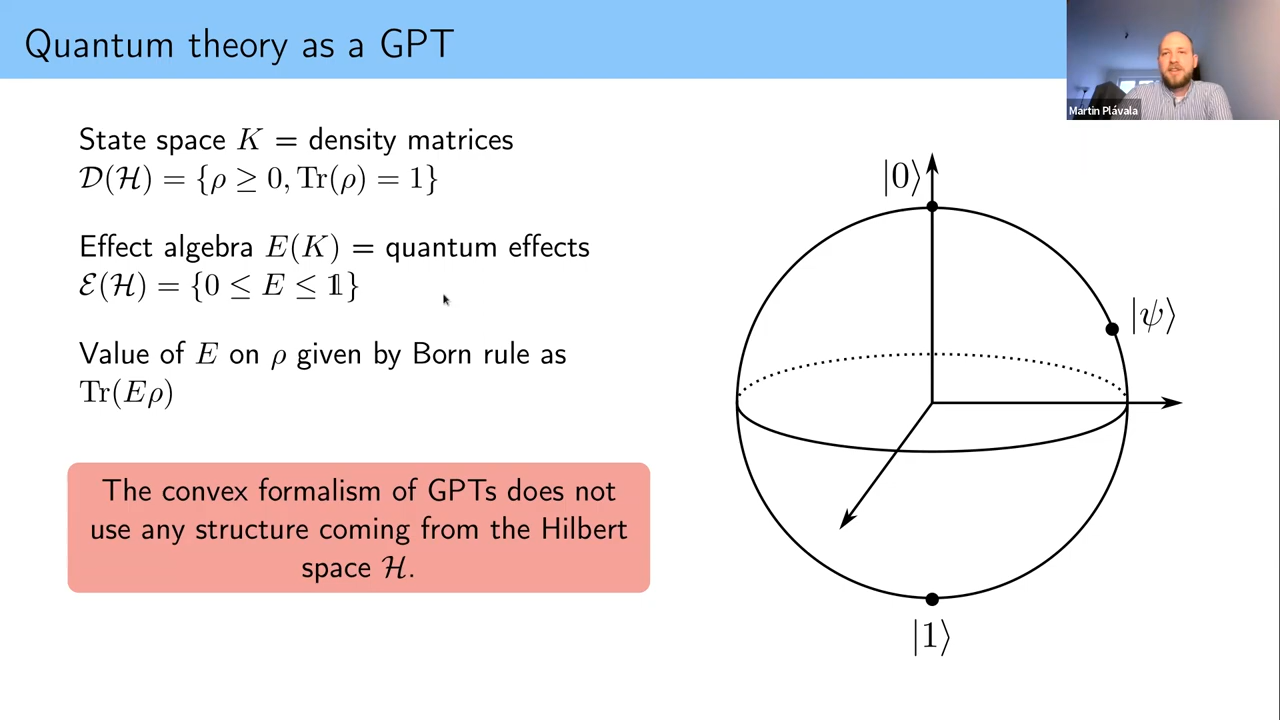 Quantum theory as a GPT
Martin Plávala
State space K = density matrices
𝒟(ℋ) = {ρ ≥ 0, Tr(ρ) = 1}
Effect algebra E(K) = quantum effects
ℰ(ℋ) = {0 ≤ E ≤ 𝟙}
Value of E on ρ given by Born rule as
Tr(Eρ)
The convex formalism of GPTs does not
use any structure coming from the Hilbert
space ℋ.
|0⟩
|ψ⟩
|1⟩